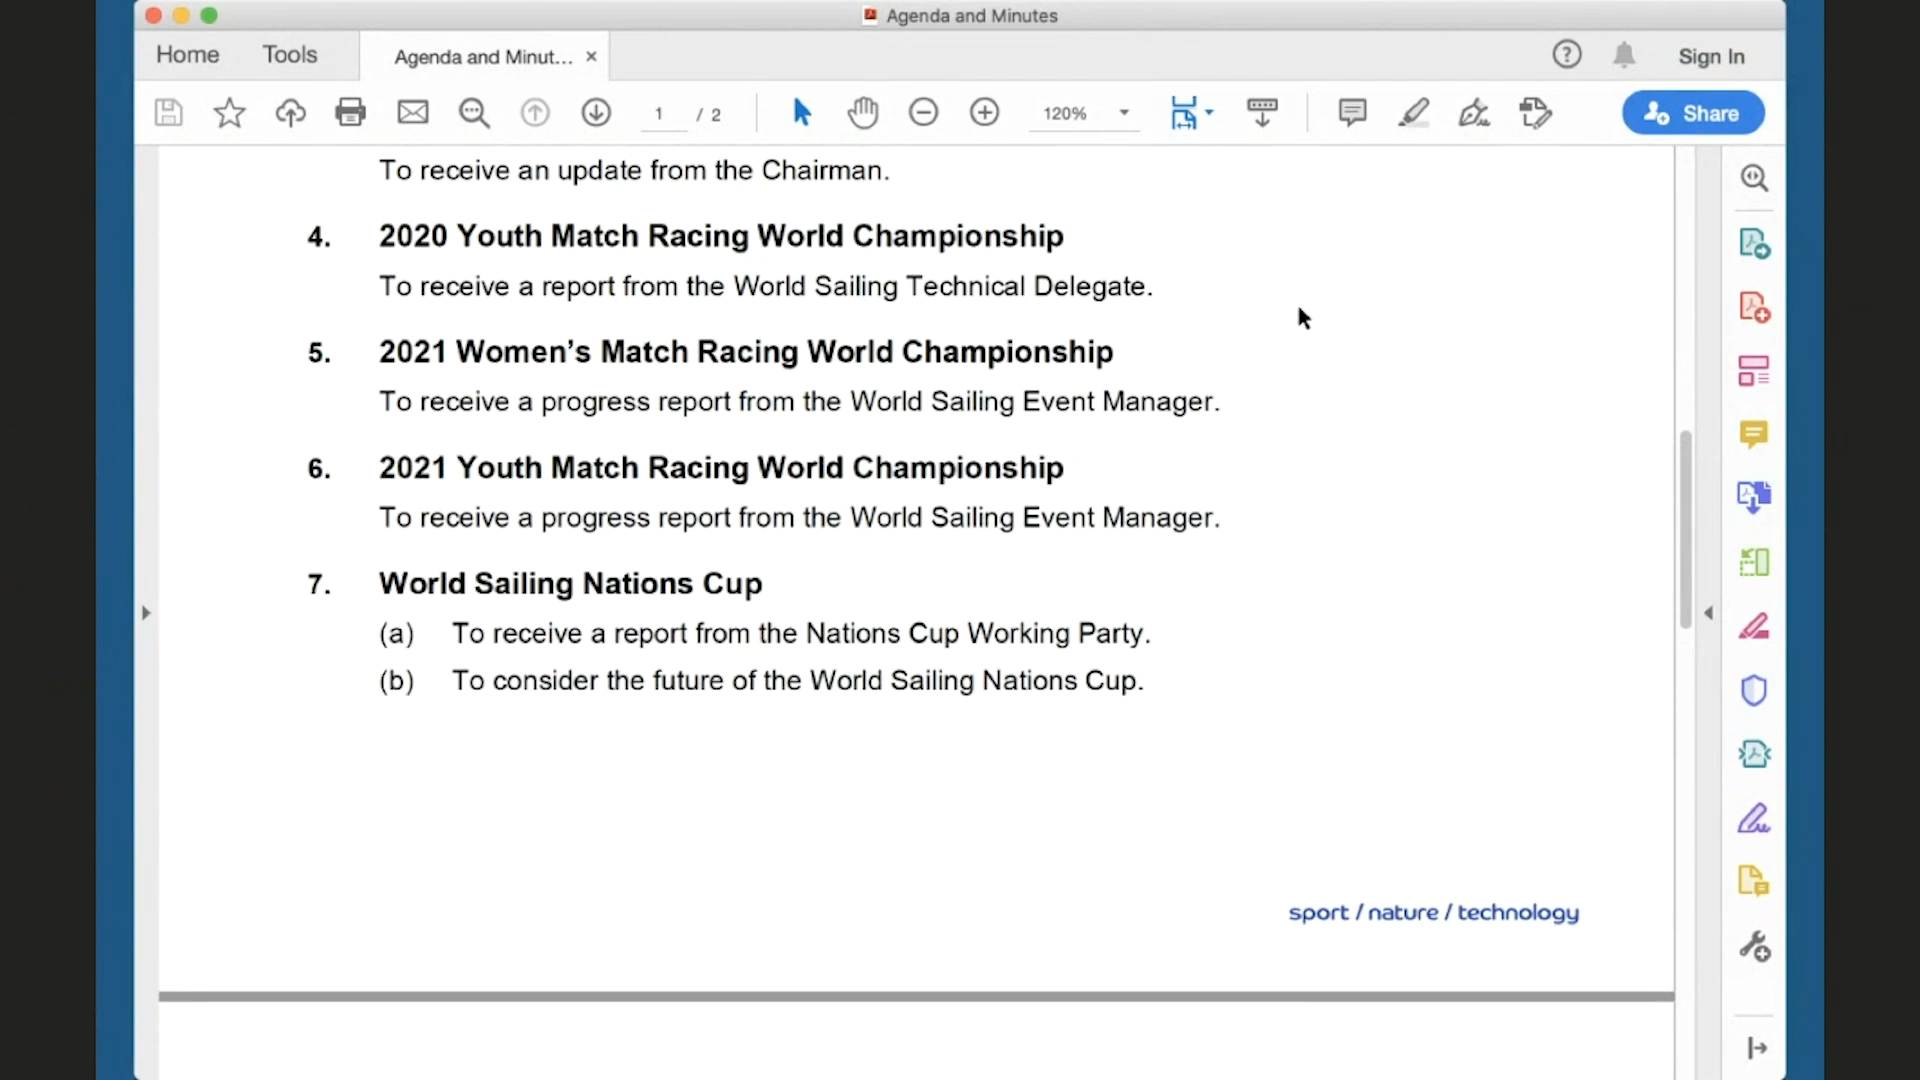 Agenda and Minutes
Home Tools Agenda and Minut... × Sign In
1 / 2 120% Share
To receive an update from the Chairman.
4. 2020 Youth Match Racing World Championship
To receive a report from the World Sailing Technical Delegate.
5. 2021 Women’s Match Racing World Championship
To receive a progress report from the World Sailing Event Manager.
6. 2021 Youth Match Racing World Championship
To receive a progress report from the World Sailing Event Manager.
7. World Sailing Nations Cup
(a) To receive a report from the Nations Cup Working Party.
(b) To consider the future of the World Sailing Nations Cup.
sport / nature / technology